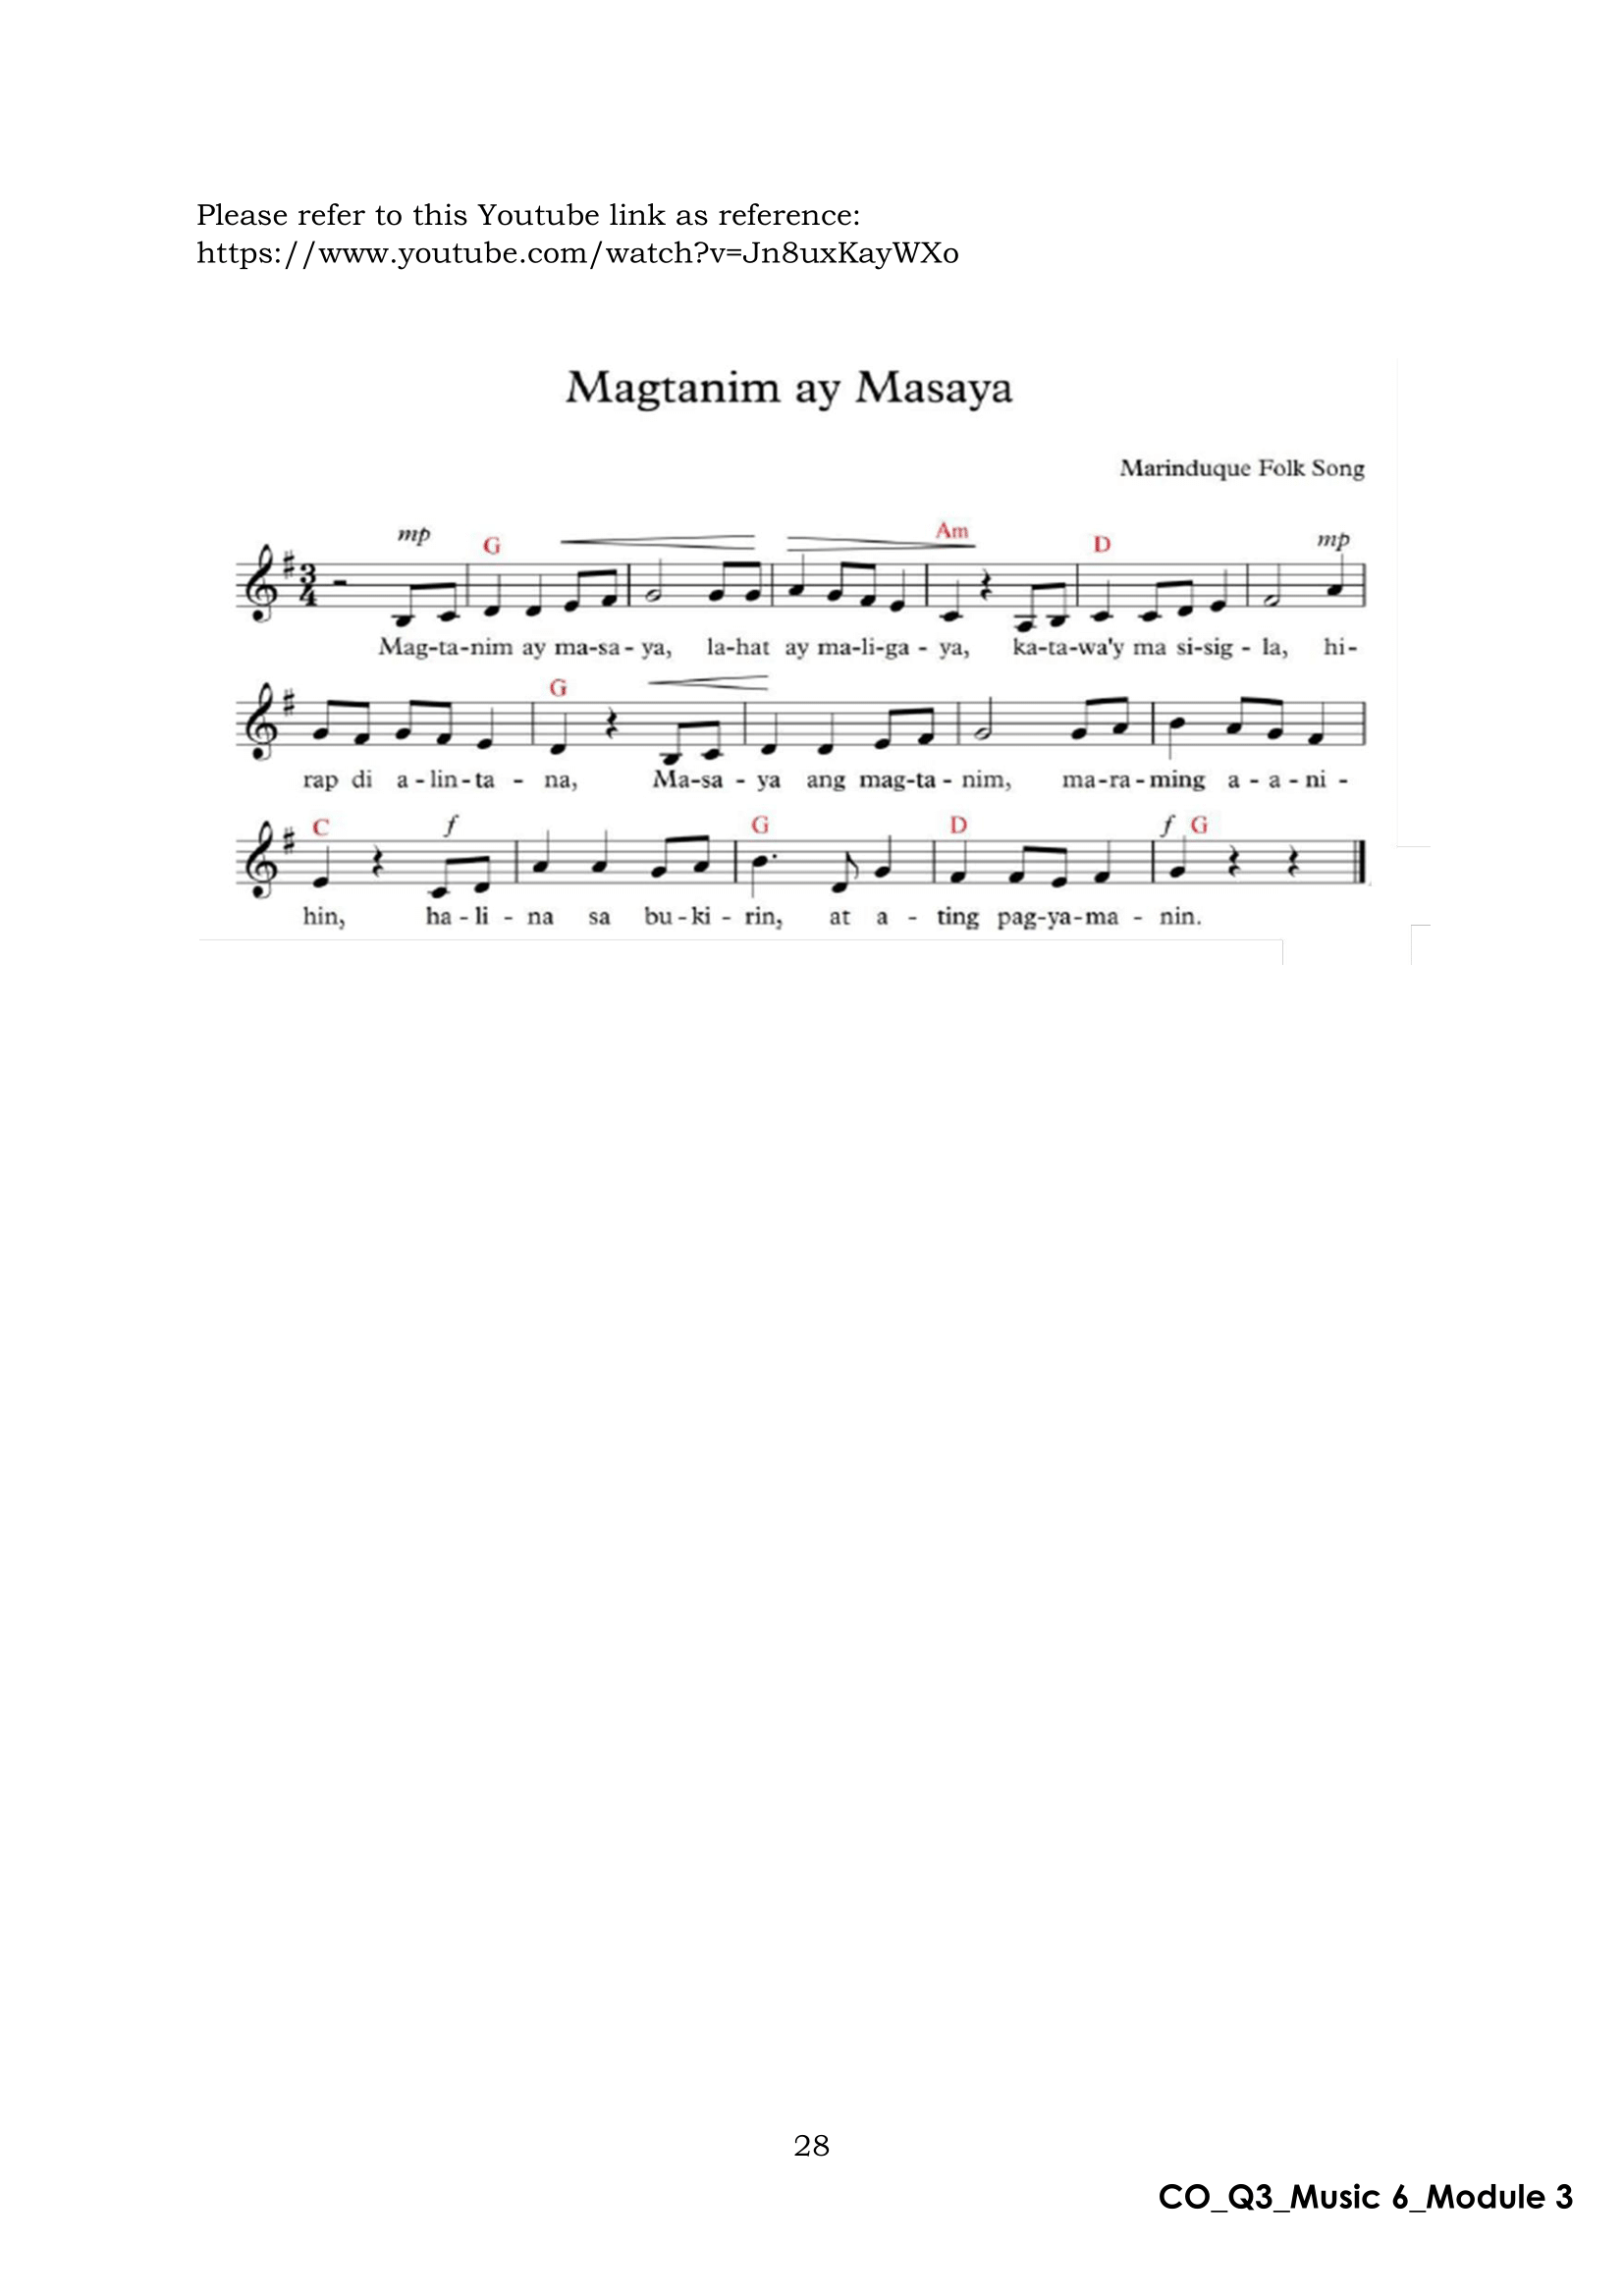 Please refer to this Youtube link as reference:
https://www.youtube.com/watch?v=Jn8uxKayWXo
Magtanim ay Masaya
Marinduque Folk Song
mp G Am D mp
3
4
Mag-ta-nim ay ma-sa-ya, la-hat ay ma-li-ga-ya, ka-ta-wa'y ma si-sig-la, hi-
G
rap di a-lin-ta-na, Ma-sa-ya ang mag-ta-nim, ma-ra-ming a-a-ni-
C f G D f G
hin, ha-li-na sa bu-ki-rin, at a-ting pag-ya-ma-nin.
28
CO_Q3_Music 6_Module 3